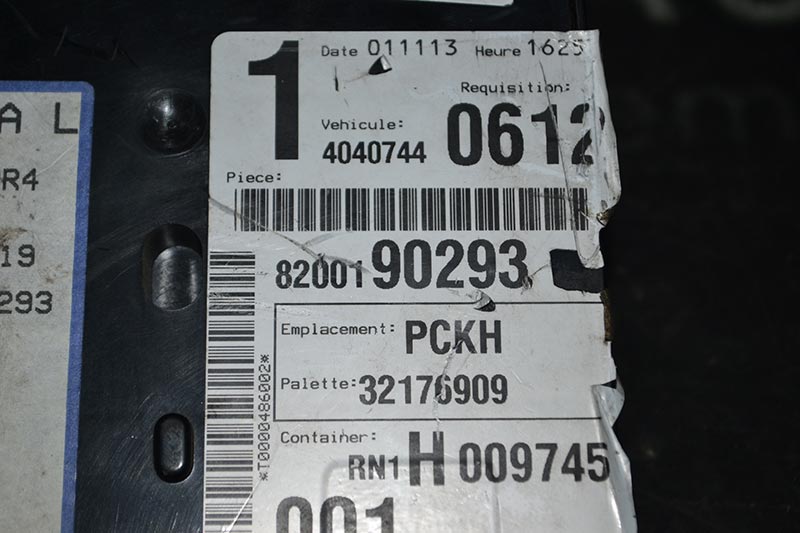 1
Date 011113 Heure 1625
Requisition:
Vehicule:
4040744 0612
Piece:
8200190293
Emplacement: PCKH
Palette: 32176909
Container:
RN1 H 009745
001
*T0000486002*
A L
R4
19
293